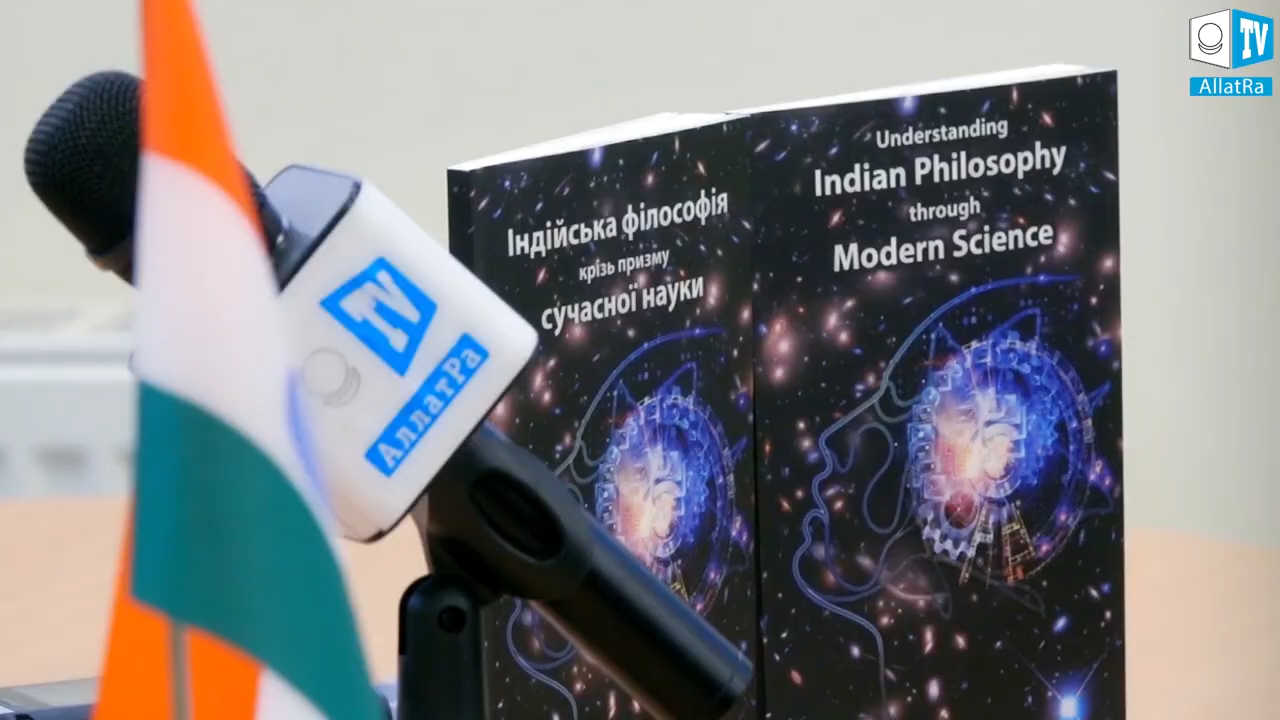 TV
AllatRa
TV
АллатРа
Індійська філософія
крізь призму
сучасної науки
Understanding
Indian Philosophy
through
Modern Science